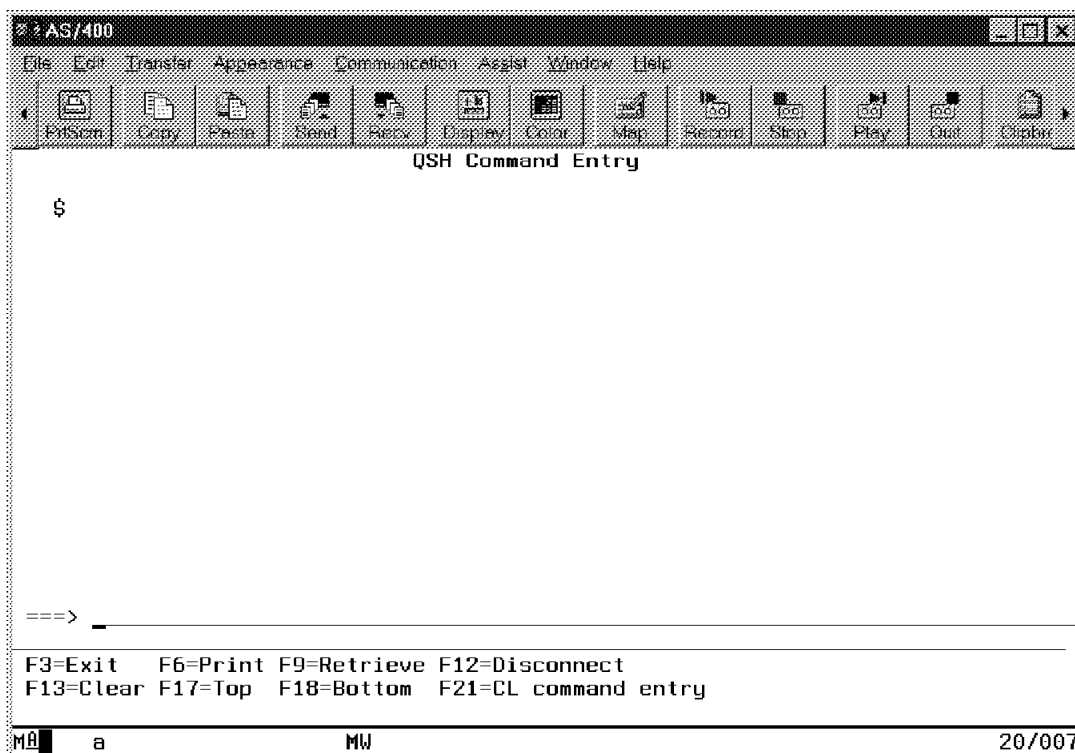 AS/400
File Edit Transfer Appearance Communication Assist Window Help
PrtScrn Copy Paste Send Recv Display Color Map Record Stop Play Quit Clipbrd
QSH Command Entry
$
===> _
F3=Exit F6=Print F9=Retrieve F12=Disconnect
F13=Clear F17=Top F18=Bottom F21=CL command entry
MA a MW 20/007